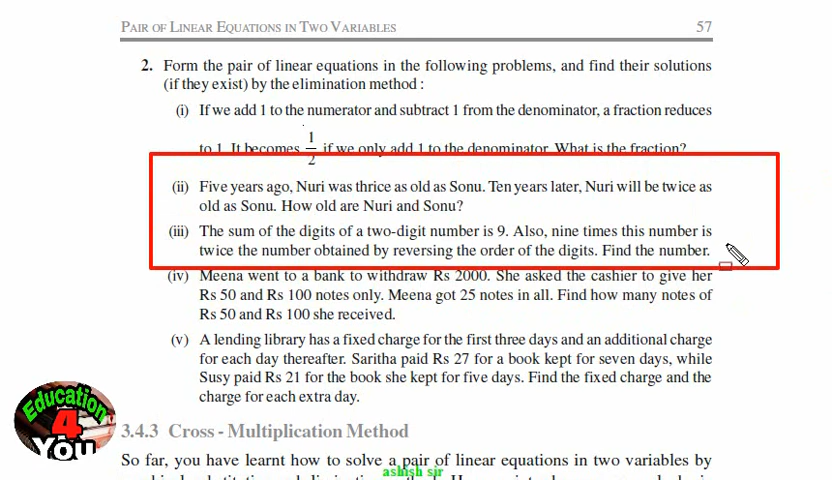 PAIR OF LINEAR EQUATIONS IN TWO VARIABLES 57
2. Form the pair of linear equations in the following problems, and find their solutions
(if they exist) by the elimination method :
(i) If we add 1 to the numerator and subtract 1 from the denominator, a fraction reduces
to 1. It becomes 1/2 if we only add 1 to the denominator. What is the fraction?
(ii) Five years ago, Nuri was thrice as old as Sonu. Ten years later, Nuri will be twice as
old as Sonu. How old are Nuri and Sonu?
(iii) The sum of the digits of a two-digit number is 9. Also, nine times this number is
twice the number obtained by reversing the order of the digits. Find the number.
(iv) Meena went to a bank to withdraw Rs 2000. She asked the cashier to give her
Rs 50 and Rs 100 notes only. Meena got 25 notes in all. Find how many notes of
Rs 50 and Rs 100 she received.
(v) A lending library has a fixed charge for the first three days and an additional charge
for each day thereafter. Saritha paid Rs 27 for a book kept for seven days, while
Susy paid Rs 21 for the book she kept for five days. Find the fixed charge and the
charge for each extra day.
Education
4
You
3.4.3 Cross - Multiplication Method
So far, you have learnt how to solve a pair of linear equations in two variables by
ashish sir